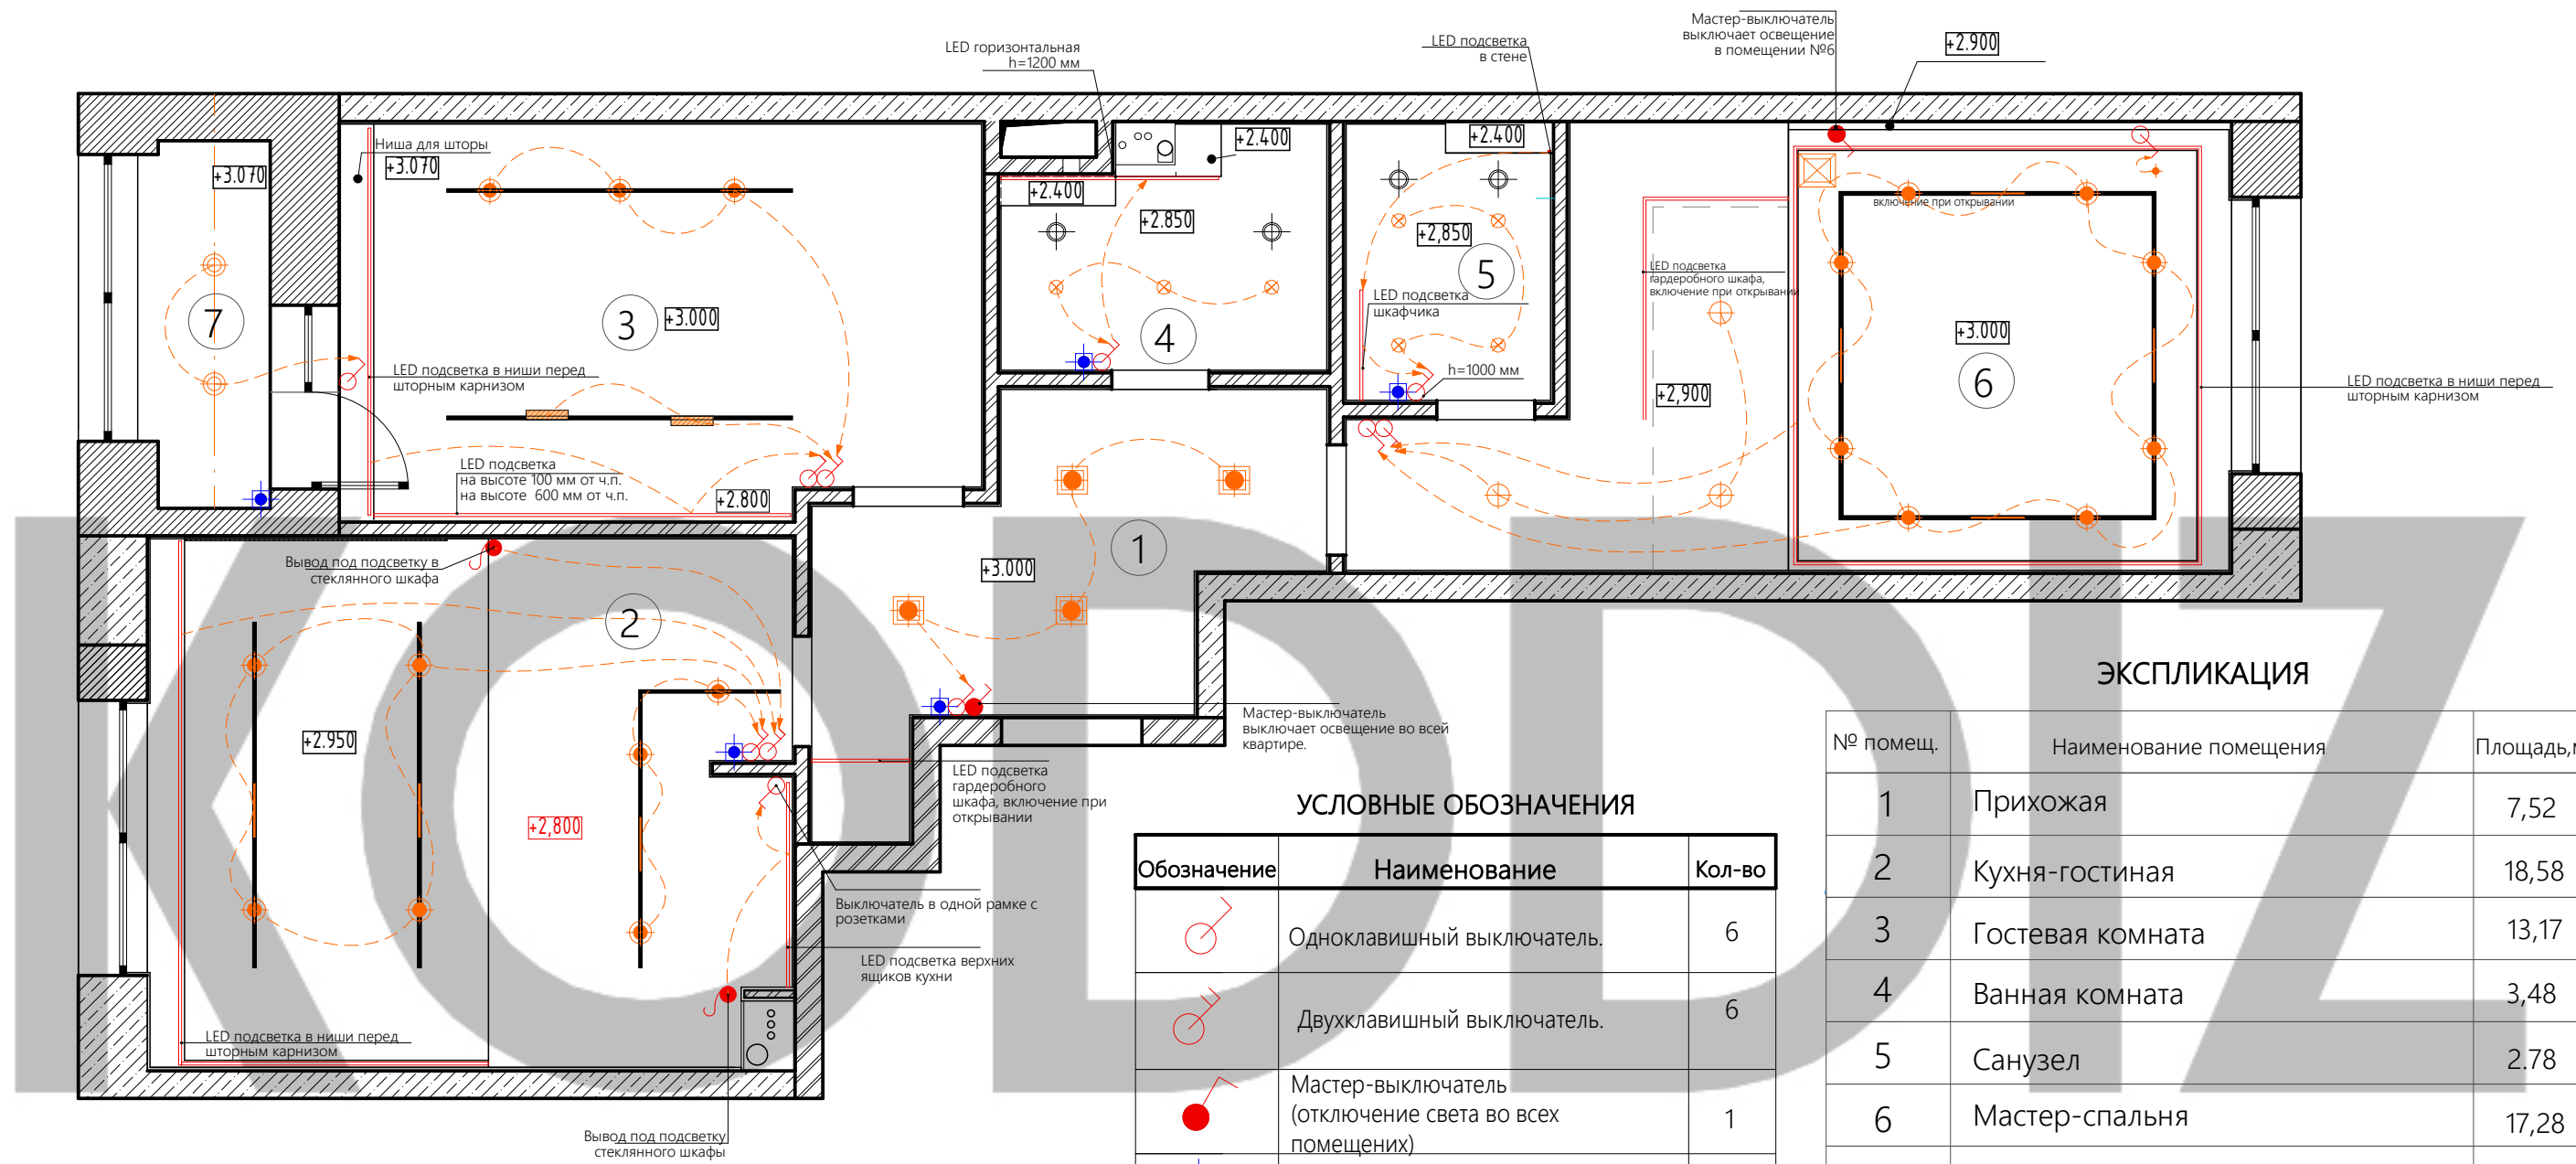 Мастер-выключатель
выключает освещение
в помещении №6
+2.900
LED горизонтальная
h=1200 мм
LED подсветка
в стене
Ниша для шторы
+3.070
+3.070
+2.400
+2.400
+2.400
+2.850
+2,850
включение при открывании
7
3
+3.000
4
5
LED подсветка
шкафчика
h=1000 мм
LED подсветка
гардеробного шкафа,
включение при открывании
+2,900
+3.000
6
LED подсветка в ниши перед
шторным карнизом
LED подсветка в ниши перед
шторным карнизом
LED подсветка
на высоте 100 мм от ч.п.
на высоте 600 мм от ч.п.
+2.800
Вывод под подсветку в
стеклянного шкафа
2
1
+3.000
+2.950
+2,800
Мастер-выключатель
выключает освещение во всей
квартире.
LED подсветка
гардеробного
шкафа, включение при
открывании
Выключатель в одной рамке с
розетками
LED подсветка верхних
ящиков кухни
LED подсветка в ниши перед
шторным карнизом
Вывод под подсветку
стеклянного шкафы
KODDIZ
УСЛОВНЫЕ ОБОЗНАЧЕНИЯ
Обозначение Наименование Кол-во
Одноклавишный выключатель. 6
Двухклавишный выключатель. 6
Мастер-выключатель
(отключение света во всех
помещених) 1
ЭКСПЛИКАЦИЯ
№ помещ. Наименование помещения Площадь,м
1 Прихожая 7,52
2 Кухня-гостиная 18,58
3 Гостевая комната 13,17
4 Ванная комната 3,48
5 Санузел 2.78
6 Мастер-спальня 17,28